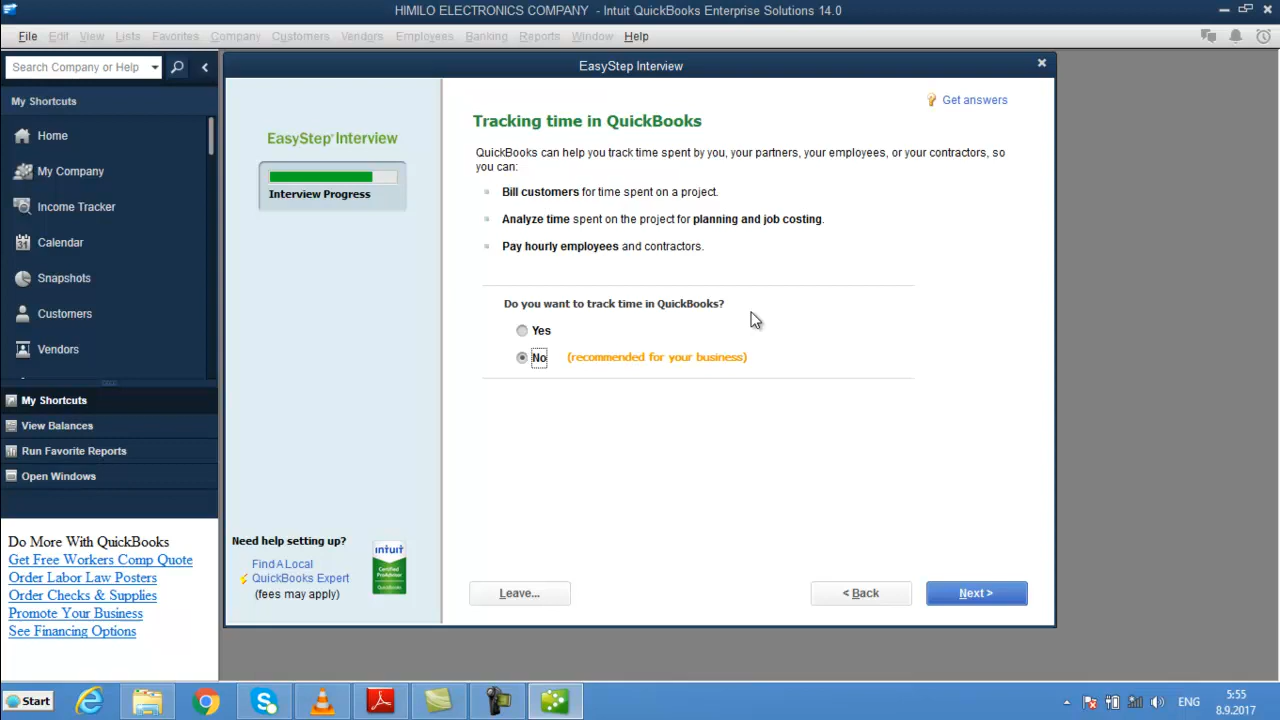 HIMILO ELECTRONICS COMPANY - Intuit QuickBooks Enterprise Solutions 14.0
File Edit View Lists Favorites Company Customers Vendors Employees Banking Reports Window Help
Search Company or Help
My Shortcuts
Home
My Company
Income Tracker
Calendar
Snapshots
Customers
Vendors
My Shortcuts
View Balances
Run Favorite Reports
Open Windows
Do More With QuickBooks
Get Free Workers Comp Quote
Order Labor Law Posters
Order Checks & Supplies
Promote Your Business
See Financing Options
EasyStep Interview
EasyStep Interview
Interview Progress
Need help setting up?
Find A Local
QuickBooks Expert
(fees may apply)
intuit
Certified
ProAdvisor
QuickBooks
Get answers
Tracking time in QuickBooks
QuickBooks can help you track time spent by you, your partners, your employees, or your contractors, so
you can:
Bill customers for time spent on a project.
Analyze time spent on the project for planning and job costing.
Pay hourly employees and contractors.
Do you want to track time in QuickBooks?
Yes
No (recommended for your business)
Leave... < Back Next >
Start
ENG
5:55
8.9.2017